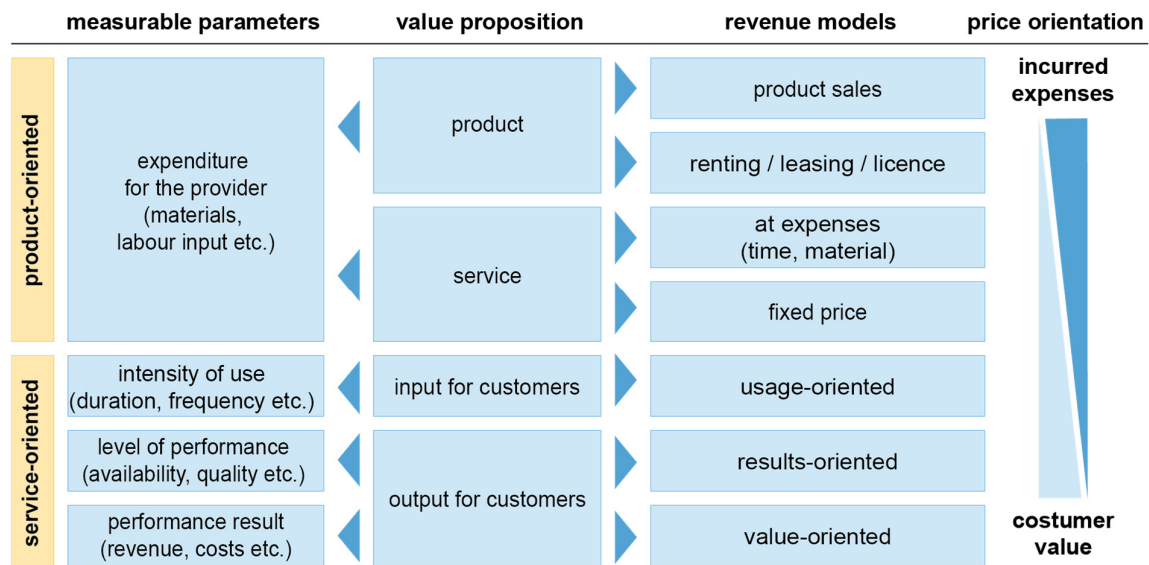 measurable parameters
value proposition
revenue models
price orientation
product-oriented
expenditure
for the provider
(materials,
labour input etc.)
product
product sales
renting / leasing / licence
service
at expenses
(time, material)
fixed price
incurred
expenses
service-oriented
intensity of use
(duration, frequency etc.)
input for customers
usage-oriented
level of performance
(availability, quality etc.)
output for customers
results-oriented
performance result
(revenue, costs etc.)
value-oriented
costumer
value